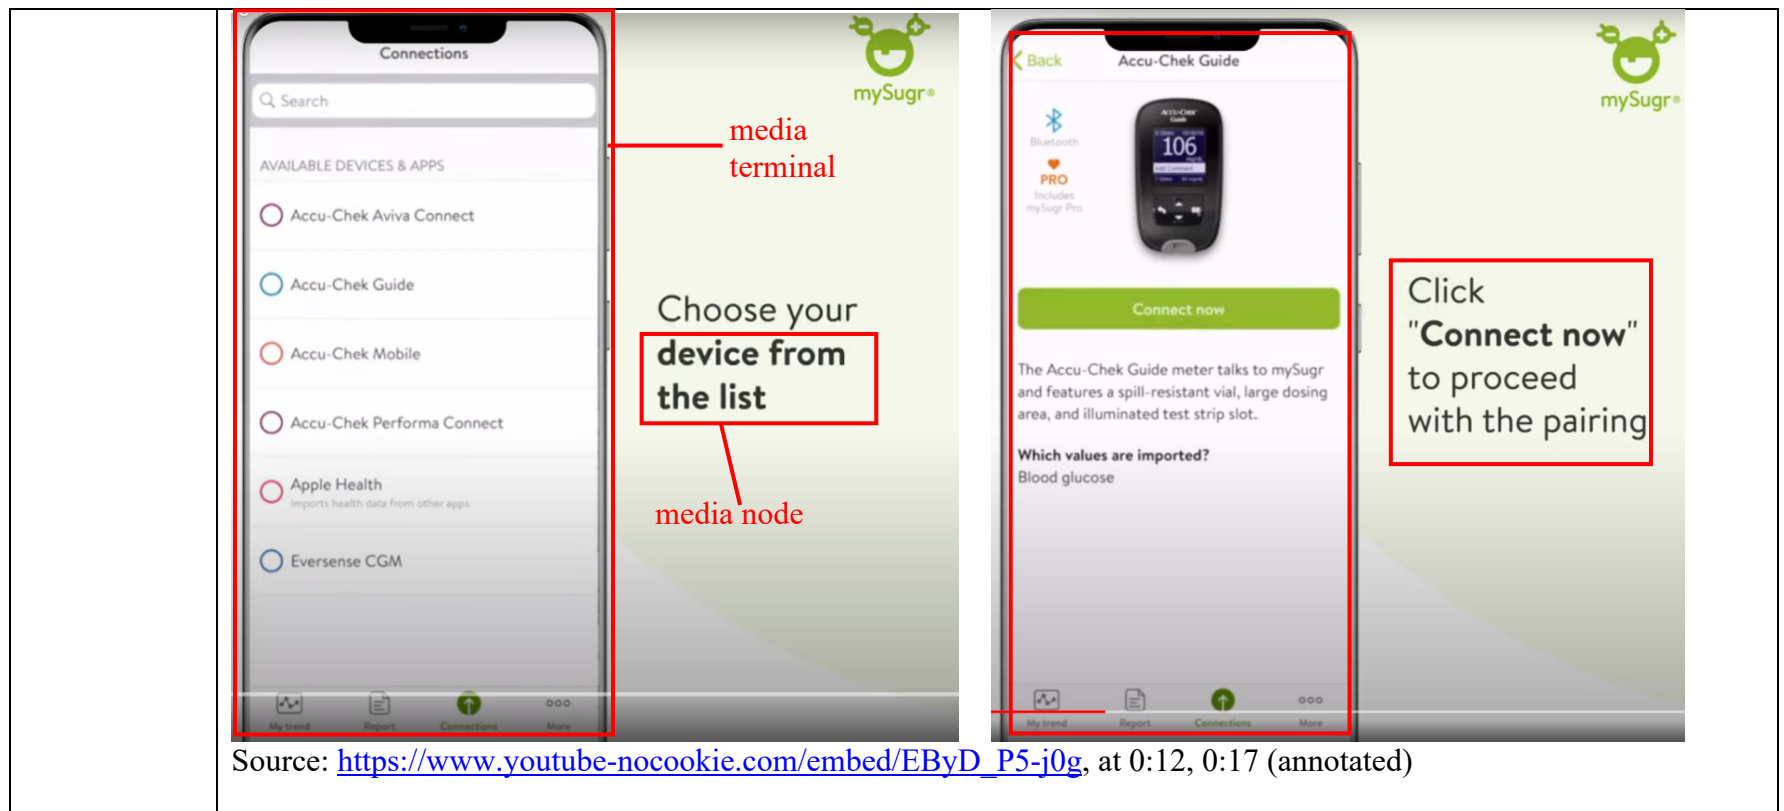 Connections
Search
AVAILABLE DEVICES & APPS
Accu-Chek Aviva Connect
Accu-Chek Guide
Accu-Chek Mobile
Accu-Chek Performa Connect
Apple Health
Imports health data from other apps
Eversense CGM
My trend
Report
Connections
More
mySugr®
media
terminal
Choose your
device from
the list
media node
Back
Accu-Chek Guide
Bluetooth
PRO
Includes
mySugr Pro
ACCU-CHEK
Guide
106
mg/dL
Connect now
The Accu-Chek Guide meter talks to mySugr
and features a spill-resistant vial, large dosing
area, and illuminated test strip slot.
Which values are imported?
Blood glucose
My trend
Report
Connections
More
mySugr®
Click
"Connect now"
to proceed
with the pairing
Source: https://www.youtube-nocookie.com/embed/EByD_P5-j0g, at 0:12, 0:17 (annotated)